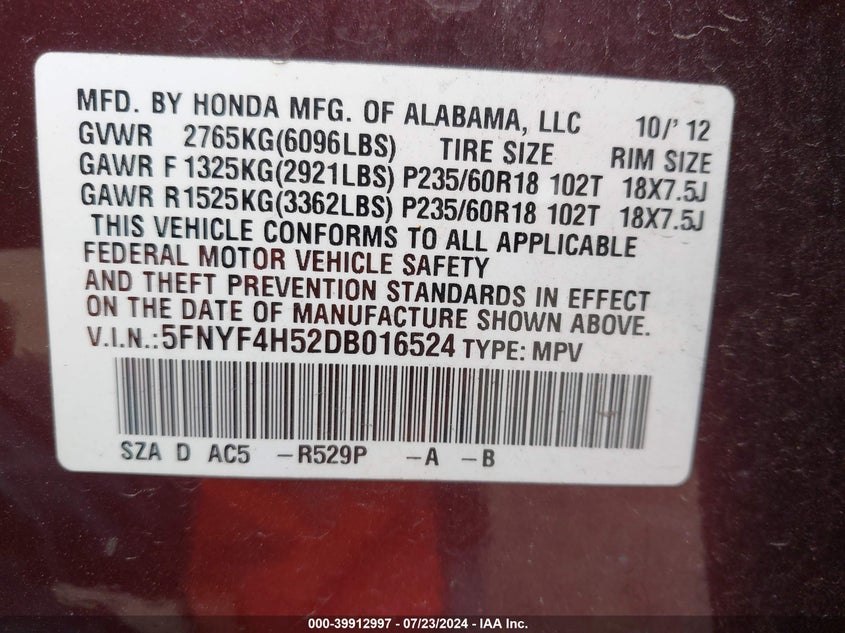 MFD. BY HONDA MFG. OF ALABAMA, LLC 10/' 12
GVWR 2765KG(6096LBS) TIRE SIZE RIM SIZE
GAWR F 1325KG(2921LBS) P235/60R18 102T 18X7.5J
GAWR R1525KG(3362LBS) P235/60R18 102T 18X7.5J
THIS VEHICLE CONFORMS TO ALL APPLICABLE
FEDERAL MOTOR VEHICLE SAFETY
AND THEFT PREVENTION STANDARDS IN EFFECT
ON THE DATE OF MANUFACTURE SHOWN ABOVE.
V.I.N.:5FNYF4H52DB016524 TYPE: MPV
SZA D AC5 -R529P -A -B
000-39912997 - 07/23/2024 - IAA Inc.